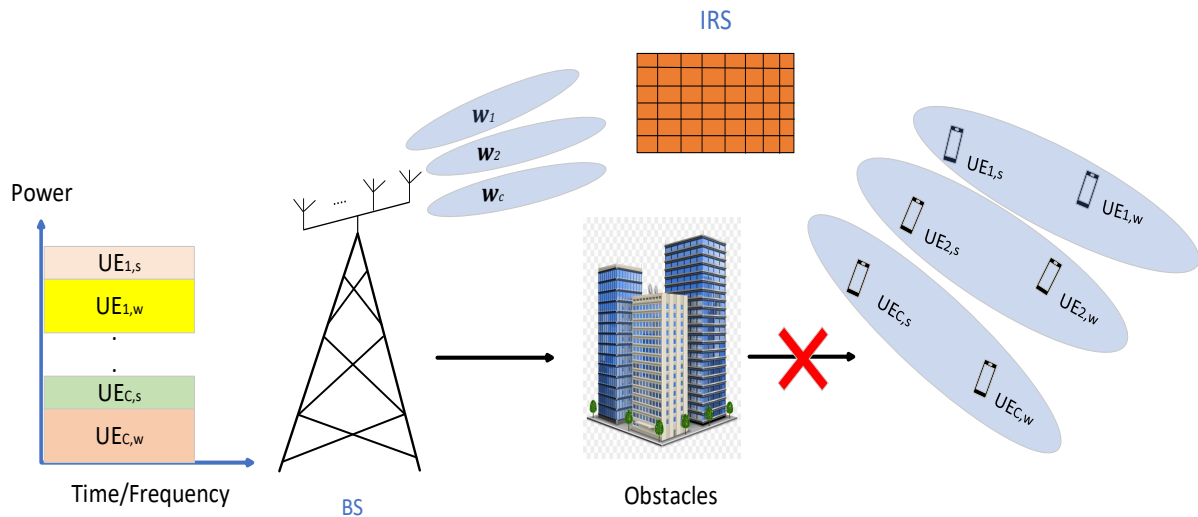 IRS
w1
w2
wc
Power
....
UE1,s
UE1,w
.
.
UEC,s
UEC,w
Time/Frequency
BS
Obstacles
UE1,s
UE1,w
UE2,s
UE2,w
UEC,s
UEC,w